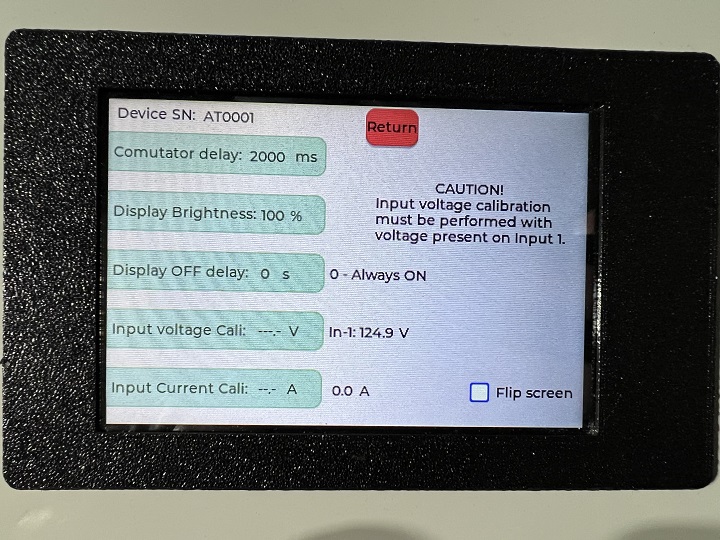 Device SN: AT0001
Return
Comutator delay: 2000 ms
CAUTION!
Input voltage calibration
must be performed with
voltage present on Input 1.
Display Brightness: 100 %
Display OFF delay: 0 s
0 - Always ON
Input voltage Cali: ---.- V
In-1: 124.9 V
Input Current Cali: --.- A
0.0 A
Flip screen